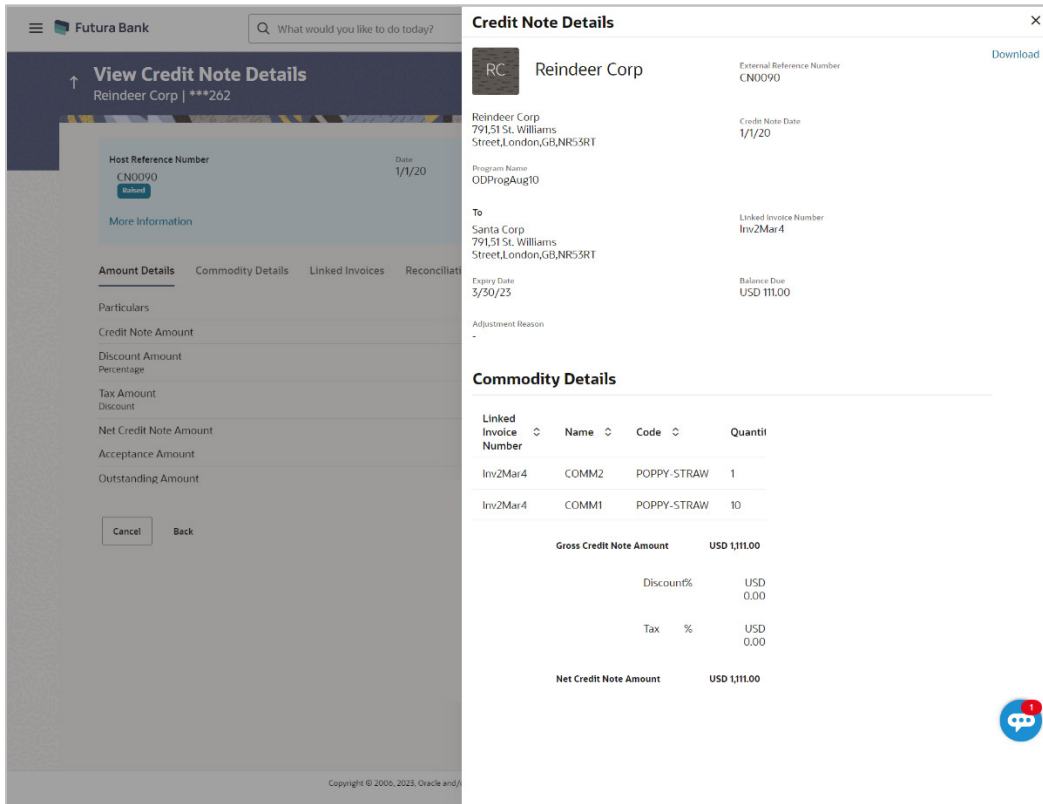 Futura Bank
What would you like to do today?
View Credit Note Details
Reindeer Corp | ***262
Host Reference Number
Date
CN0090
1/1/20
Raised
More Information
Amount Details Commodity Details Linked Invoices
Particulars
Credit Note Amount
Discount Amount
Percentage
Tax Amount
Discount
Net Credit Note Amount
Acceptance Amount
Outstanding Amount
Cancel Back
Copyright © 2006, 2023, Oracle and/
Credit Note Details
Download
RC
Reindeer Corp
External Reference Number
CN0090
Reindeer Corp
791,51 St. Williams
Street,London,GB,NR53RT
Credit Note Date
1/1/20
Program Name
ODProgAug10
To
Santa Corp
791,51 St. Williams
Street,London,GB,NR53RT
Linked Invoice Number
Inv2Mar4
Expiry Date
3/30/23
Balance Due
USD 111.00
Adjustment Reason
-
Commodity Details
Linked
Invoice Name Code Quantit
Number
Inv2Mar4 COMM2 POPPY-STRAW 1
Inv2Mar4 COMM1 POPPY-STRAW 10
Gross Credit Note Amount USD 1,111.00
Discount% USD
0.00
Tax % USD
0.00
Net Credit Note Amount USD 1,111.00
1